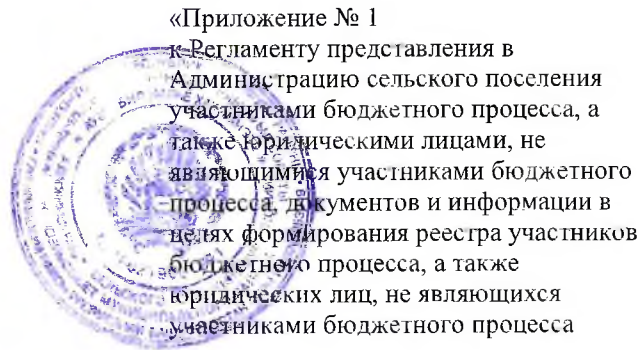 «Приложение № 1
к Регламенту представления в
Администрацию сельского поселения
участниками бюджетного процесса, а
также юридическими лицами, не
являющимися участниками бюджетного
процесса, документов и информации в
целях формирования реестра участников
бюджетного процесса, а также
юридических лиц, не являющихся
участниками бюджетного процесса